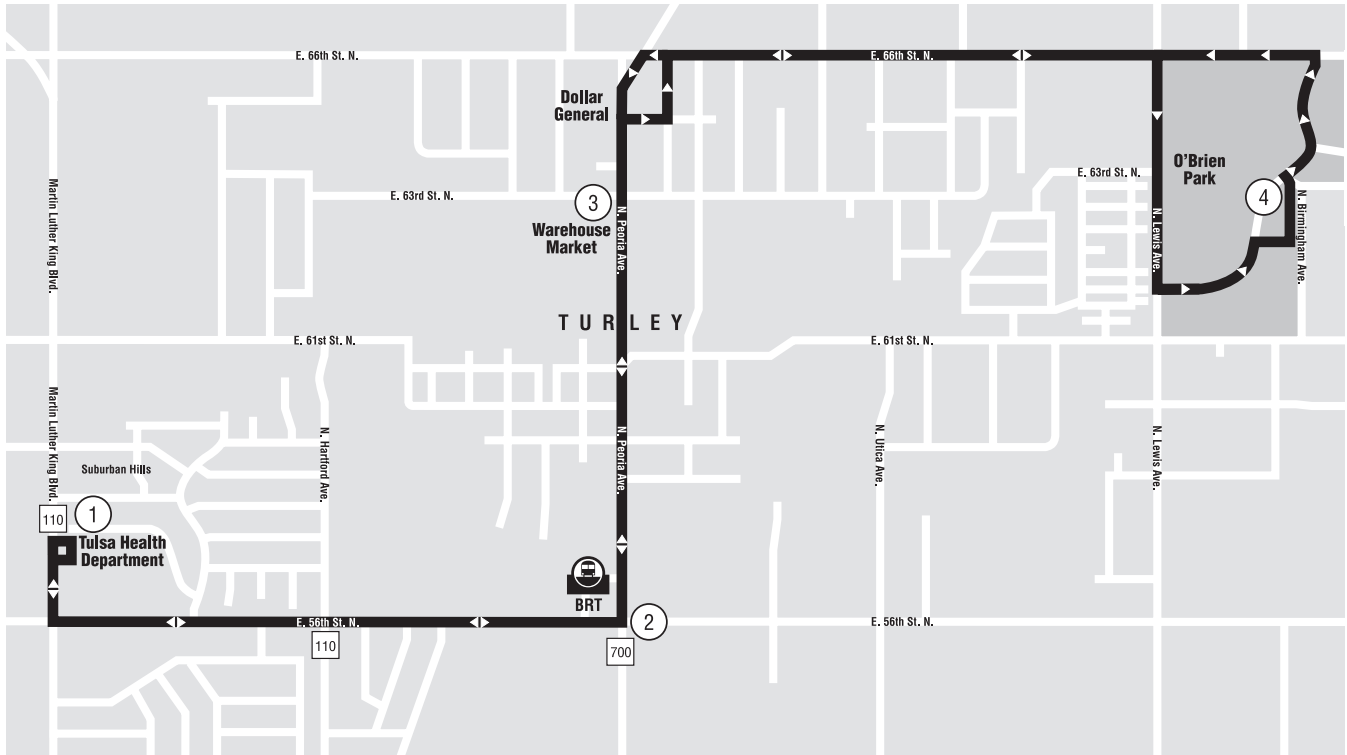 E. 66th St. N.
E. 66th St. N.
Dollar
General
O'Brien
Park
E. 63rd St. N.
E. 63rd St. N.
3
4
Warehouse
Market
Martin Luther King Blvd.
N. Peoria Ave.
N. Lewis Ave.
N. Birmingham Ave.
TURLEY
E. 61st St. N.
E. 61st St. N.
Martin Luther King Blvd.
N. Hartford Ave.
N. Peoria Ave.
N. Utica Ave.
N. Lewis Ave.
Suburban Hills
110
1
Tulsa Health
Department
BRT
E. 56th St. N.
2
E. 56th St. N.
110
700